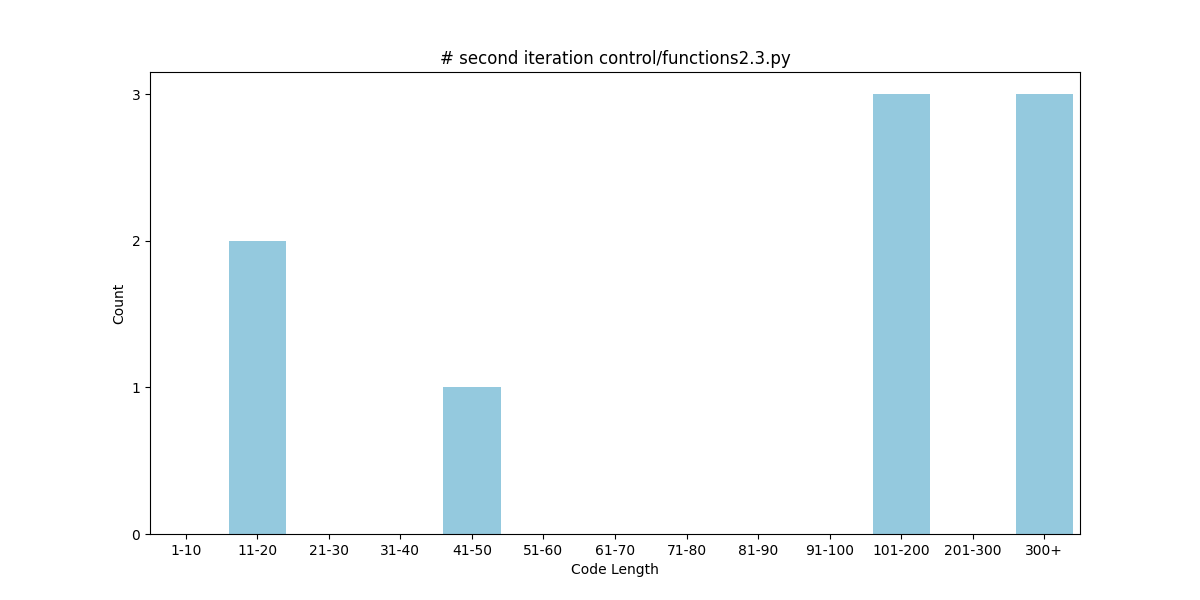 # second iteration control/functions2.3.py
3
2
1
0
Count
1-10 11-20 21-30 31-40 41-50 51-60 61-70 71-80 81-90 91-100 101-200 201-300 300+
Code Length